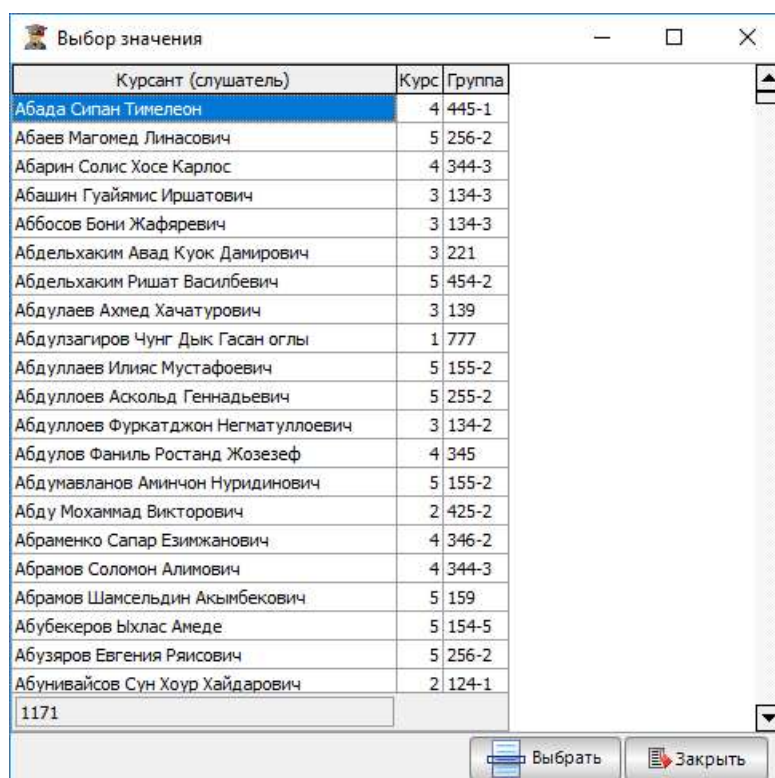 Выбор значения
Курсант (слушатель) Курс Группа
Абада Сипан Тимелеон 4 445-1
Абаев Магомед Линасович 5 256-2
Абарин Солис Хосе Карлос 4 344-3
Абашин Гуайямис Иршатович 3 134-3
Аббосов Бони Жафяревич 3 134-3
Абдельхаким Авад Куок Дамирович 3 221
Абдельхаким Ришат Василбевич 5 454-2
Абдулаев Ахмед Хачатурович 3 139
Абдулзагиров Чунг Дык Гасан оглы 1 777
Абдуллаев Илияс Мустафоевич 5 155-2
Абдуллоев Аскольд Геннадьевич 5 255-2
Абдуллоев Фуркатджон Негматуллоевич 3 134-2
Абдулов Фаниль Ростанд Жозезеф 4 345
Абдумавланов Аминчон Нуридинович 5 155-2
Абду Мохаммад Викторович 2 425-2
Абраменко Сапар Езимжанович 4 346-2
Абрамов Соломон Алимович 4 344-3
Абрамов Шамсельдин Акымбекович 5 159
Абубекеров Ыхлас Амеде 5 154-5
Абузяров Евгения Ряисович 5 256-2
Абунивайсов Сун Хоур Хайдарович 2 124-1
1171
Выбрать Закрыть